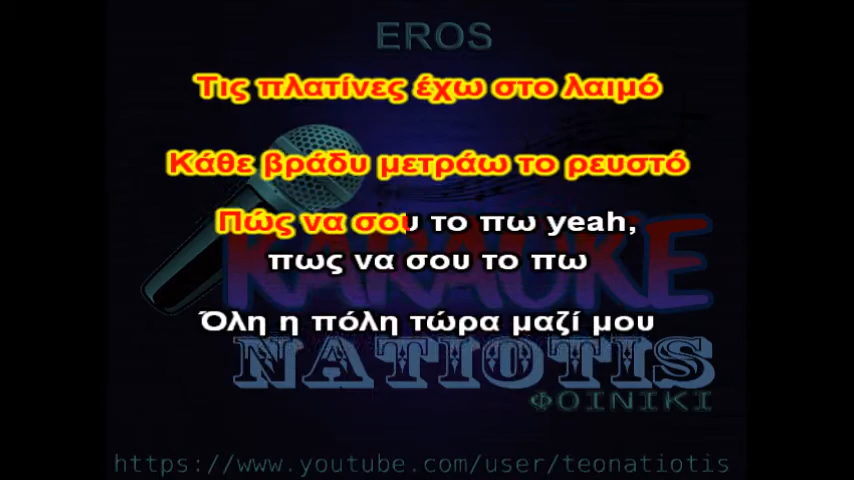 EROS
Τις πλατίνες έχω στο λαιμό
Κάθε βράδυ μετράω το ρευστό
Πώς να σου το πω yeah,
πως να σου το πω
KARAOKE
Όλη η πόλη τώρα μαζί μου
NATIOTIS
ΦΟΙΝΙΚΙ
https://www.youtube.com/user/teonatiotis